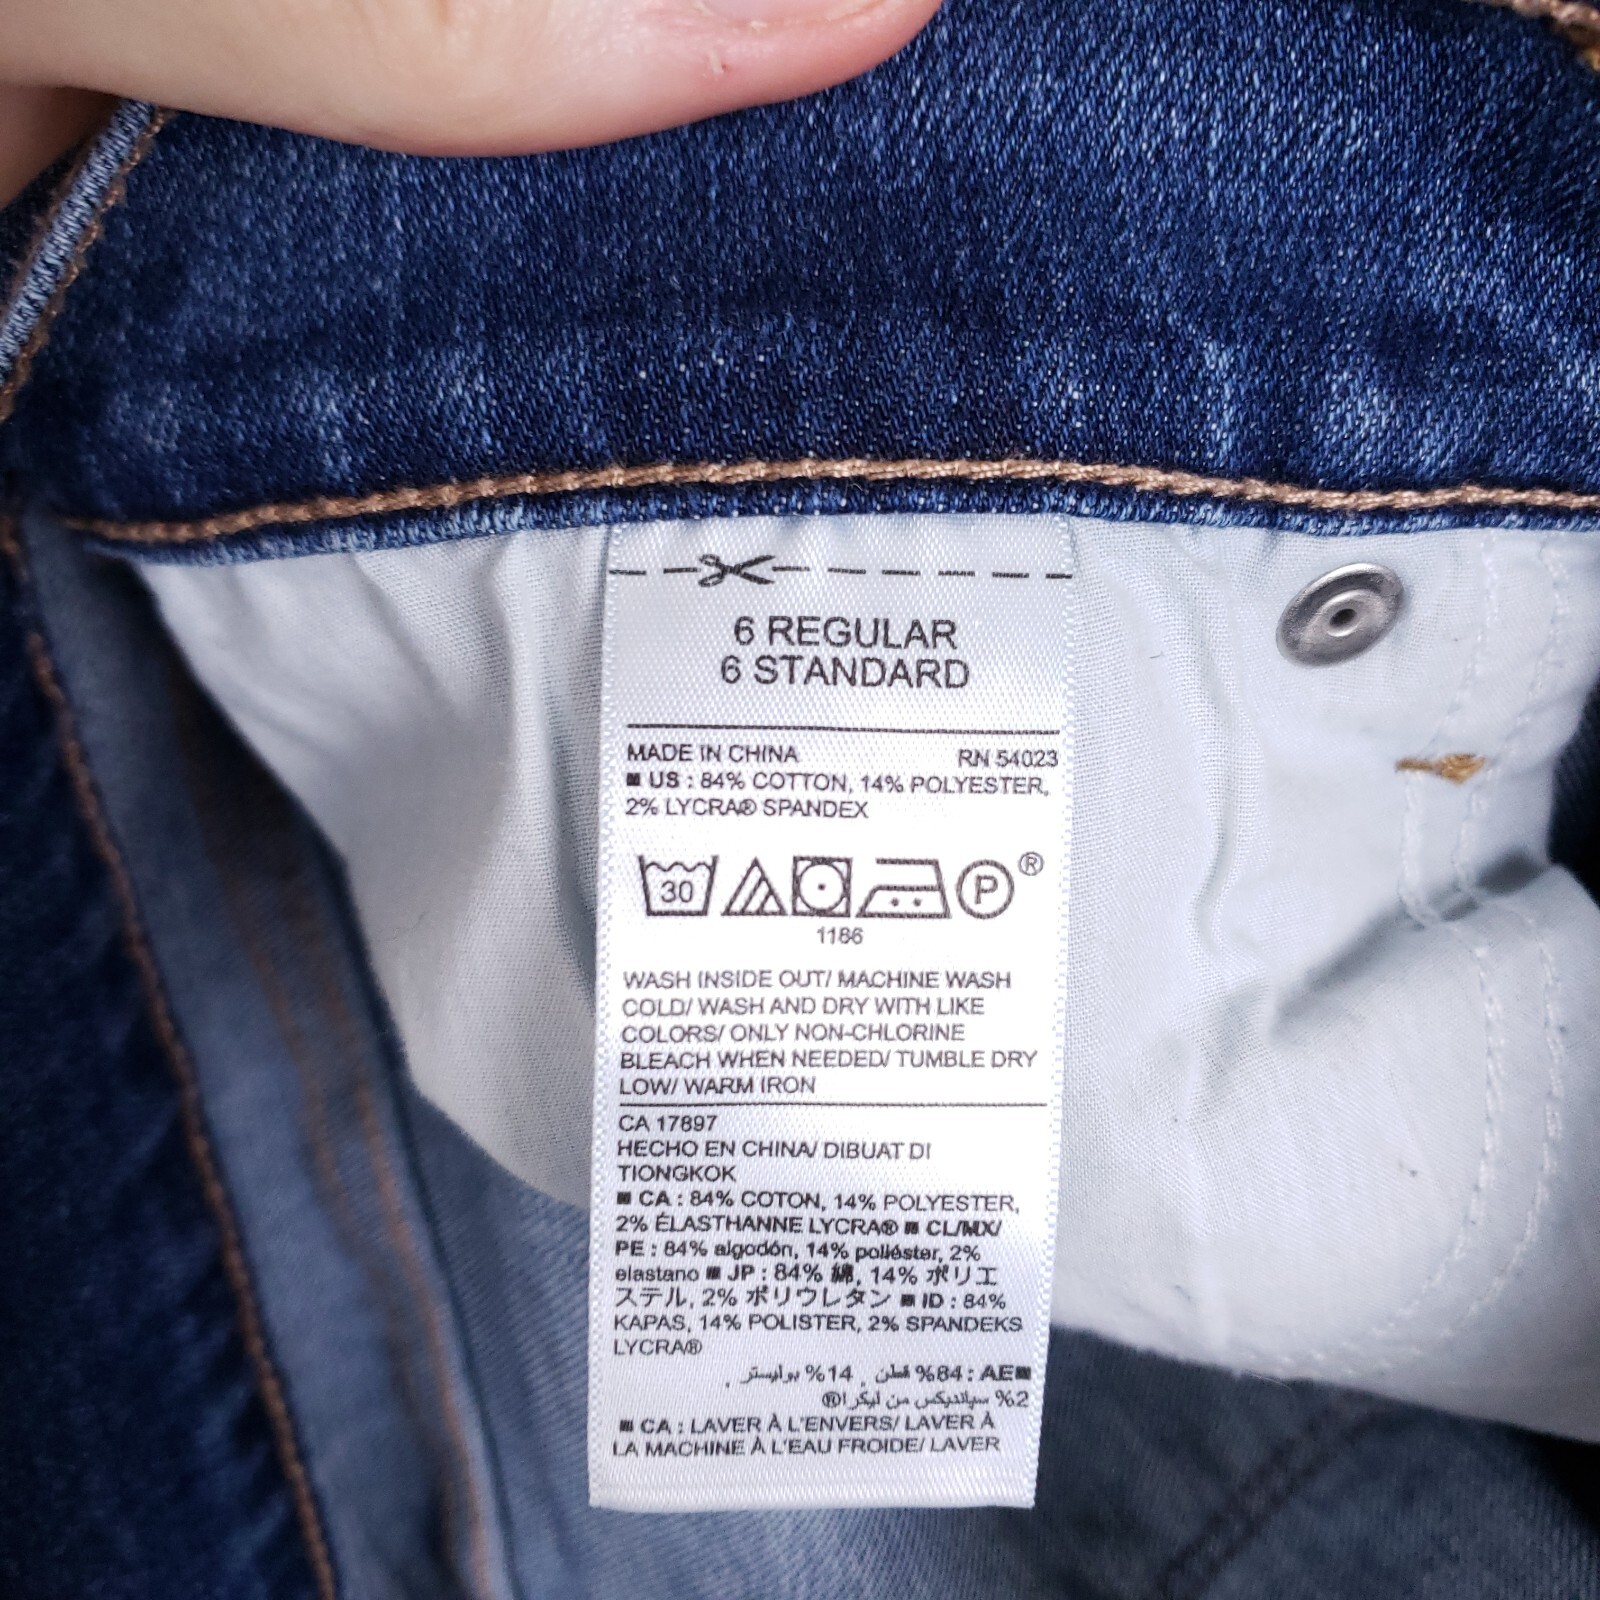 6 REGULAR
6 STANDARD
MADE IN CHINA RN 54023
■ US : 84% COTTON, 14% POLYESTER,
2% LYCRA® SPANDEX
30 P ®
1186
WASH INSIDE OUT/ MACHINE WASH
COLD/ WASH AND DRY WITH LIKE
COLORS/ ONLY NON-CHLORINE
BLEACH WHEN NEEDED/ TUMBLE DRY
LOW/ WARM IRON
CA 17897
HECHO EN CHINA/ DIBUAT DI
TIONGKOK
■ CA : 84% COTON, 14% POLYESTER,
2% ÉLASTHANNE LYCRA® ■ CL/MX/
PE : 84% algodón, 14% poliéster, 2%
elastano ■ JP : 84% 綿, 14% ポリエ
ステル, 2% ポリウレタン ■ ID : 84%
KAPAS, 14% POLISTER, 2% SPANDEKS
LYCRA®
■AE : 84% قطن , 14% بوليستر ,
2% سباندیکس من ليكرا®
■ CA : LAVER À L'ENVERS/ LAVER À
LA MACHINE À L'EAU FROIDE/ LAVER